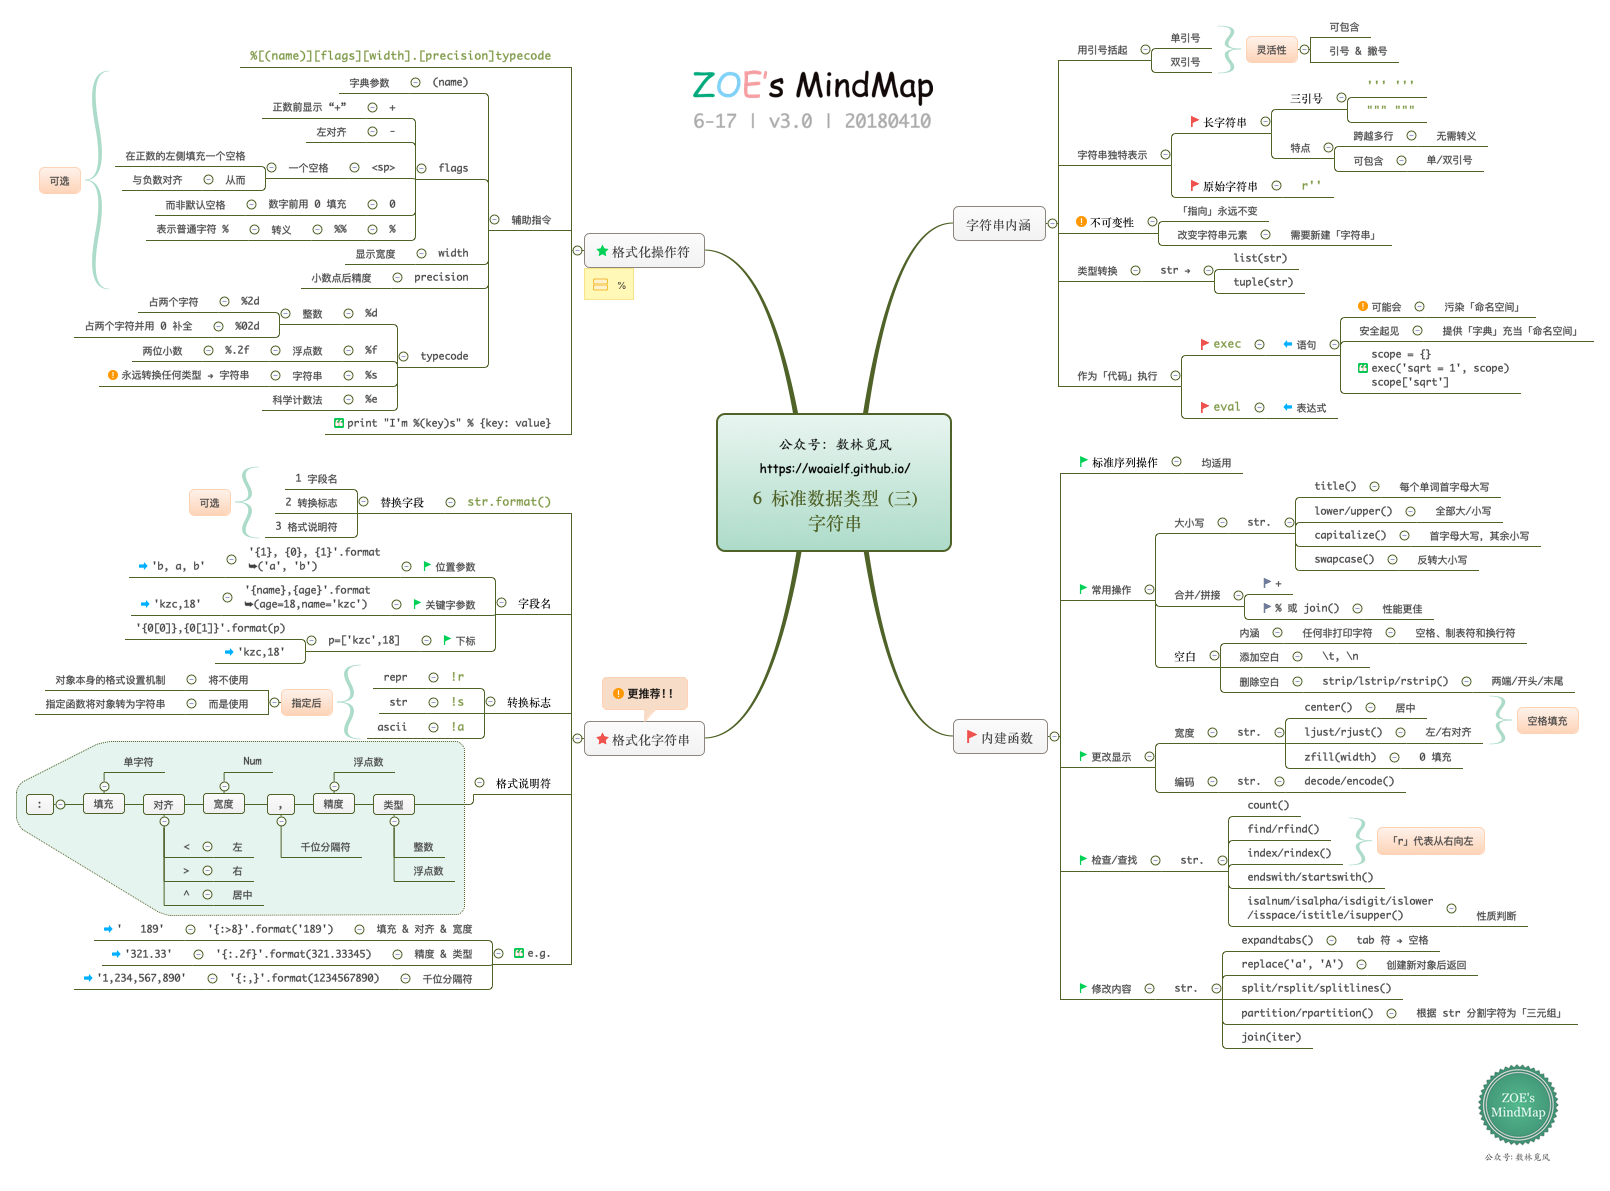 ZOE's MindMap
6-17 | v3.0 | 20180410
公众号: 数林觅风
https://woaielf.github.io/
6 标准数据类型 (三)
字符串
格式化操作符
%
%[(name)][flags][width].[precision]typecode
辅助指令
可选
(name)
字典参数
flags
+
正数前显示 “+”
-
左对齐
<sp>
一个空格
在正数的左侧填充一个空格
从而
与负数对齐
0
数字前用 0 填充
而非默认空格
%
%%
转义
表示普通字符 %
width
显示宽度
precision
小数点后精度
typecode
%d
整数
%2d
占两个字符
%02d
占两个字符并用 0 补全
%f
浮点数
%.2f
两位小数
%s
字符串
永远转换任何类型 → 字符串
%e
科学计数法
print "I'm %(key)s" % {key: value}
更推荐!!
格式化字符串
str.format()
替换字段
可选
1 字段名
2 转换标志
3 格式说明符
字段名
位置参数
'{1}, {0}, {1}'.format
➥('a', 'b')
'b, a, b'
关键字参数
'{name},{age}'.format
➥(age=18,name='kzc')
'kzc,18'
下标
p=['kzc',18]
'{0[0]},{0[1]}'.format(p)
'kzc,18'
转换标志
!r
repr
!s
str
!a
ascii
指定后
将不使用
对象本身的格式设置机制
而是使用
指定函数将对象转为字符串
格式说明符
:
填充
单字符
对齐
< 左
> 右
^ 居中
宽度
Num
,
千位分隔符
精度
浮点数
类型
整数
浮点数
e.g.
填充 & 对齐 & 宽度
'{:>8}'.format('189')
'     189'
精度 & 类型
'{:.2f}'.format(321.33345)
'321.33'
千位分隔符
'{:,}'.format(1234567890)
'1,234,567,890'
字符串内涵
用引号括起
单引号
双引号
灵活性
可包含
引号 & 撇号
字符串独特表示
长字符串
三引号
''' '''
""" """
特点
跨越多行
无需转义
可包含
单/双引号
原始字符串
r''
不可变性
「指向」永远不变
改变字符串元素
需要新建「字符串」
类型转换
str →
list(str)
tuple(str)
作为「代码」执行
exec
语句
可能会
污染「命名空间」
安全起见
提供「字典」充当「命名空间」
scope = {}
exec('sqrt = 1', scope)
scope['sqrt']
eval
表达式
内建函数
标准序列操作
均适用
常用操作
大小写
str.
title()
每个单词首字母大写
lower/upper()
全部大/小写
capitalize()
首字母大写，其余小写
swapcase()
反转大小写
合并/拼接
+
% 或 join()
性能更佳
空白
内涵
任何非打印字符
空格、制表符和换行符
添加空白
\t, \n
删除空白
strip/lstrip/rstrip()
两端/开头/末尾
更改显示
宽度
str.
center()
居中
ljust/rjust()
左/右对齐
zfill(width)
0 填充
空格填充
编码
str.
decode/encode()
检查/查找
str.
count()
find/rfind()
index/rindex()
「r」代表从右向左
endswith/startswith()
isalnum/isalpha/isdigit/islower
/isspace/istitle/isupper()
性质判断
修改内容
str.
expandtabs()
tab 符 → 空格
replace('a', 'A')
创建新对象后返回
split/rsplit/splitlines()
partition/rpartition()
根据 str 分割字符为「三元组」
join(iter)
ZOE's
MindMap
公众号: 数林觅风